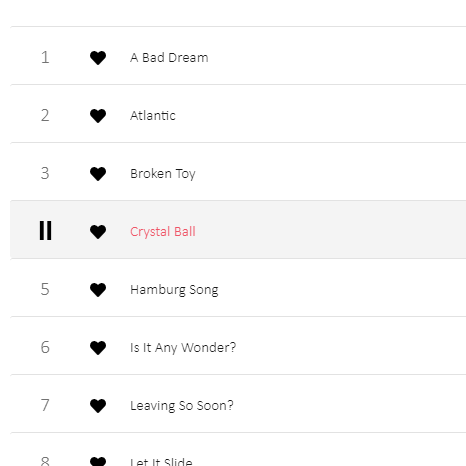 1 A Bad Dream
2 Atlantic
3 Broken Toy
Crystal Ball
5 Hamburg Song
6 Is It Any Wonder?
7 Leaving So Soon?
8 Let It Slide